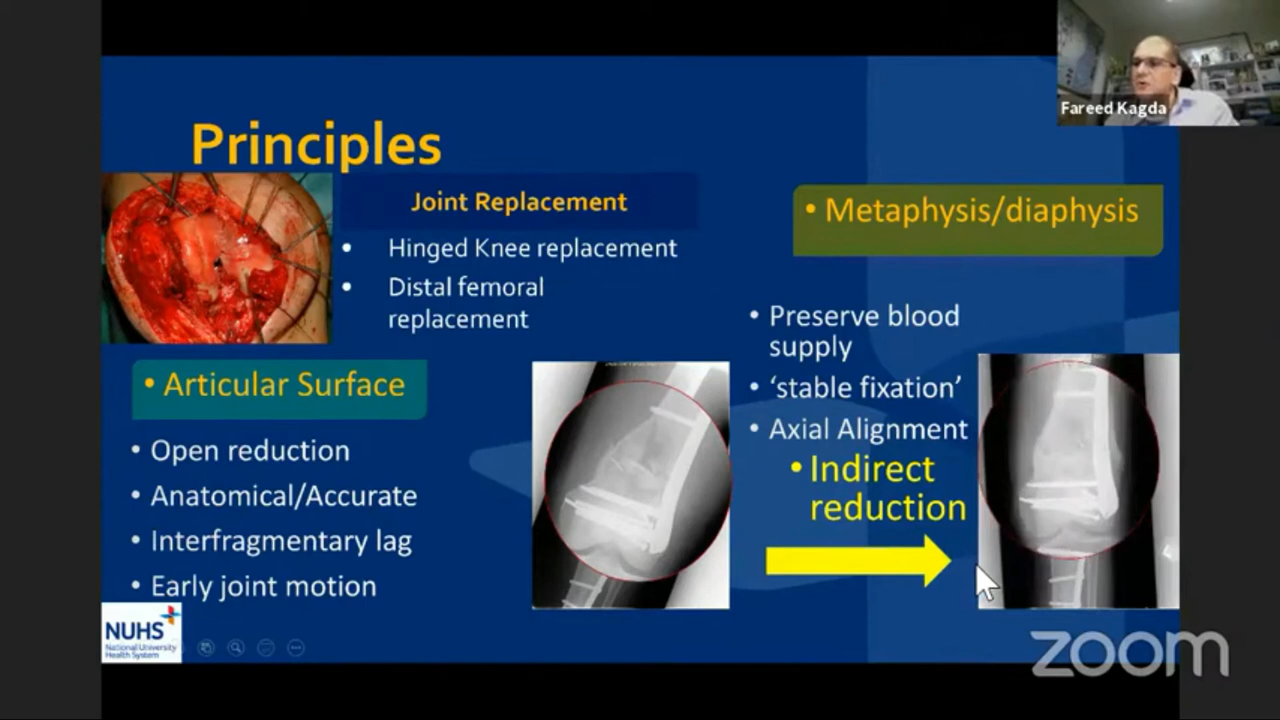 Fareed Kagda
Principles
Joint Replacement
• Hinged Knee replacement
• Distal femoral
replacement
• Articular Surface
• Open reduction
• Anatomical/Accurate
• Interfragmentary lag
• Early joint motion
• Metaphysis/diaphysis
• Preserve blood
supply
• ‘stable fixation’
• Axial Alignment
• Indirect
reduction
NUHS
National University
Health System
zoom